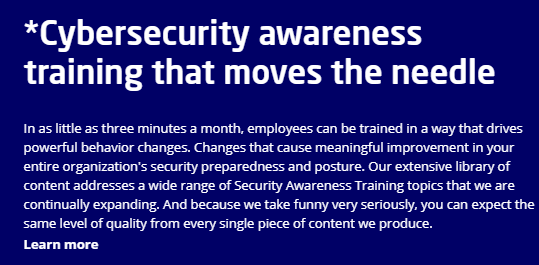 *Cybersecurity awareness
training that moves the needle
In as little as three minutes a month, employees can be trained in a way that drives
powerful behavior changes. Changes that cause meaningful improvement in your
entire organization's security preparedness and posture. Our extensive library of
content addresses a wide range of Security Awareness Training topics that we are
continually expanding. And because we take funny very seriously, you can expect the
same level of quality from every single piece of content we produce.
Learn more